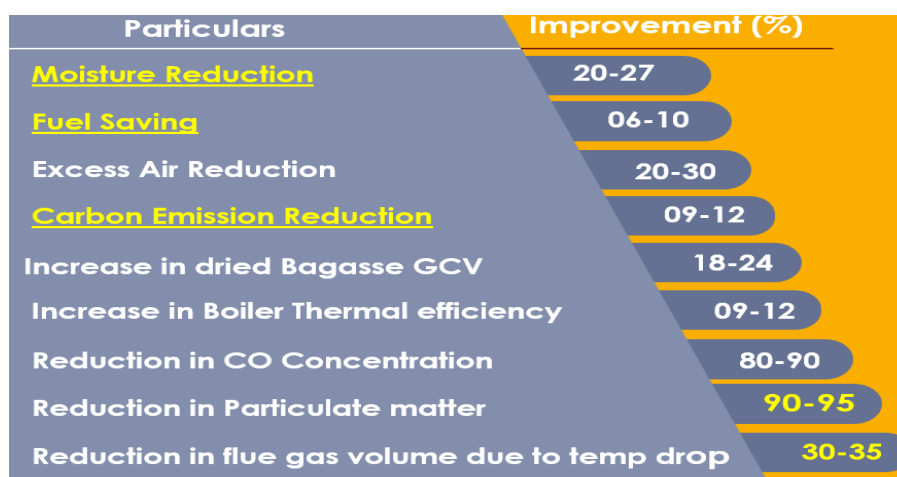 Particulars Improvement (%)
Moisture Reduction 20-27
Fuel Saving 06-10
Excess Air Reduction 20-30
Carbon Emission Reduction 09-12
Increase in dried Bagasse GCV 18-24
Increase in Boiler Thermal efficiency 09-12
Reduction in CO Concentration 80-90
Reduction in Particulate matter 90-95
Reduction in flue gas volume due to temp drop 30-35